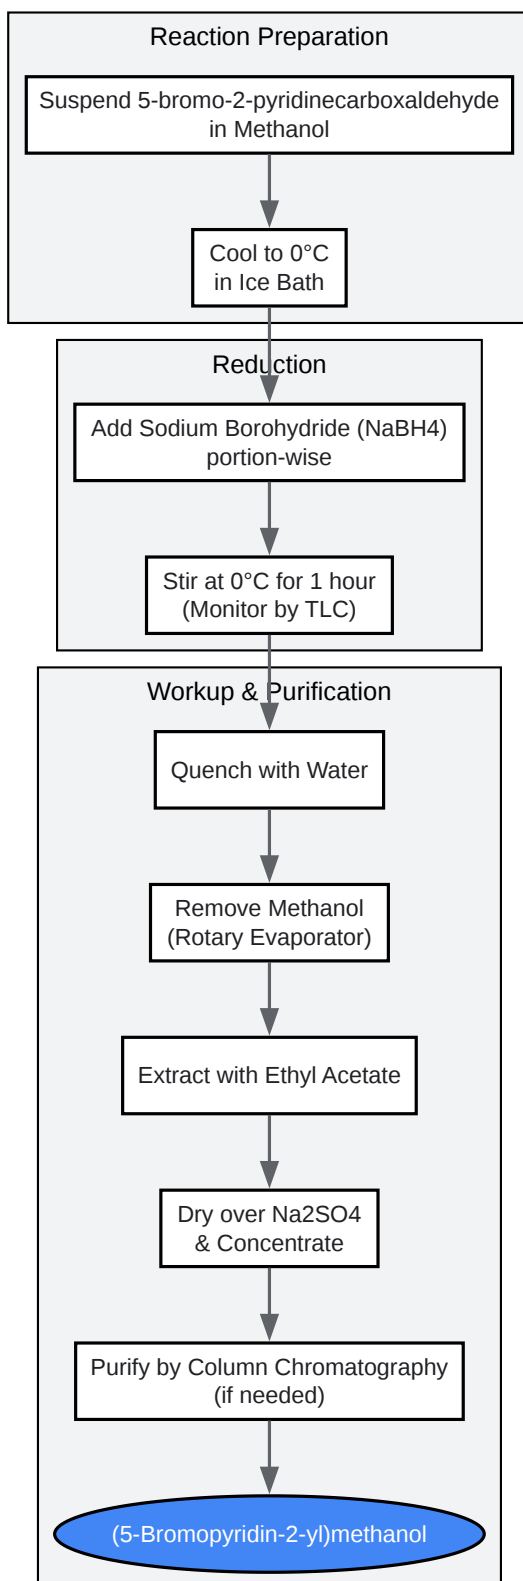 Reaction Preparation
Suspend 5-bromo-2-pyridinecarboxaldehyde
in Methanol
Cool to 0°C
in Ice Bath
Reduction
Add Sodium Borohydride (NaBH4)
portion-wise
Stir at 0°C for 1 hour
(Monitor by TLC)
Workup & Purification
Quench with Water
Remove Methanol
(Rotary Evaporator)
Extract with Ethyl Acetate
Dry over Na2SO4
& Concentrate
Purify by Column Chromatography
(if needed)
(5-Bromopyridin-2-yl)methanol